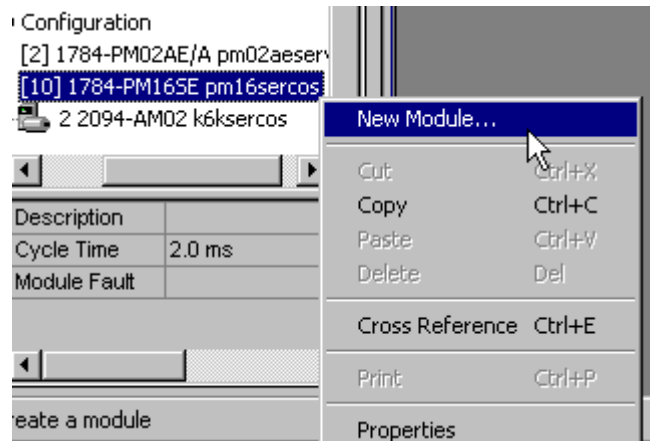 Configuration
[2] 1784-PM02AE/A pm02aeserv
[10] 1784-PM16SE pm16sercos
2 2094-AM02 k6ksercos
New Module...
Cut Ctrl+X
Copy Ctrl+C
Paste Ctrl+V
Delete Del
Cross Reference Ctrl+E
Print Ctrl+P
Properties
Description
Cycle Time 2.0 ms
Module Fault
reate a module